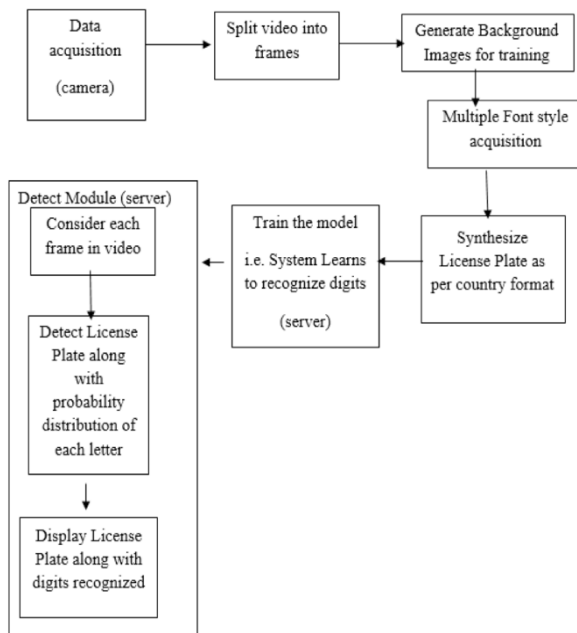 Data
acquisition
(camera)
Split video into
frames
Generate Background
Images for training
Multiple Font style
acquisition
Synthesize
License Plate as
per country format
Train the model
i.e. System Learns
to recognize digits
(server)
Detect Module (server)
Consider each
frame in video
Detect License
Plate along
with
probability
distribution of
each letter
Display License
Plate along with
digits recognized